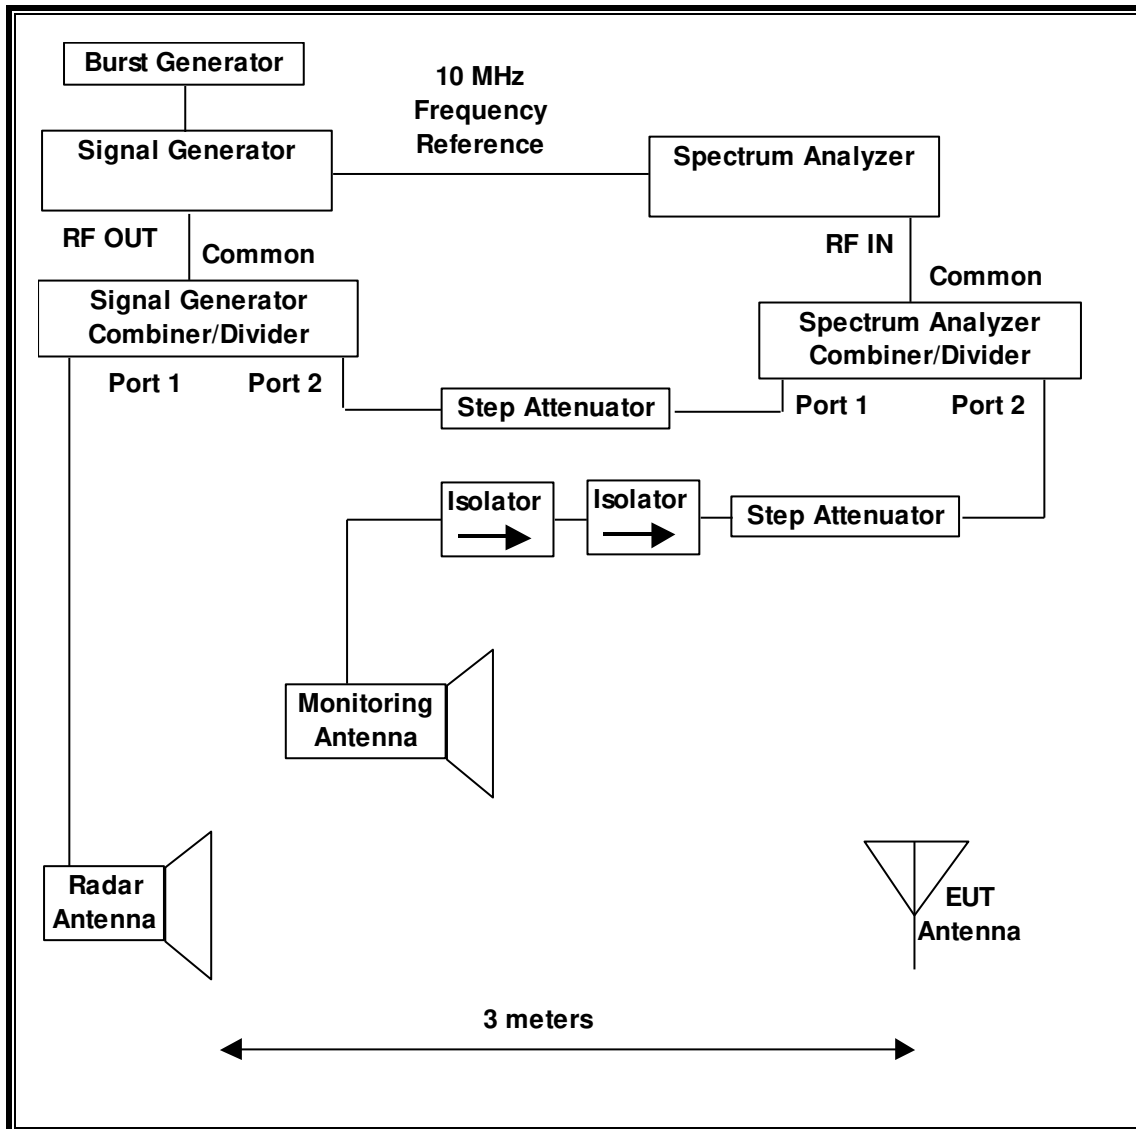 Burst Generator
10 MHz
Frequency
Reference
Signal Generator
Spectrum Analyzer
RF OUT
Common
RF IN
Common
Signal Generator
Combiner/Divider
Spectrum Analyzer
Combiner/Divider
Port 1
Port 2
Step Attenuator
Port 1
Port 2
Isolator
Isolator
Step Attenuator
Monitoring
Antenna
Radar
Antenna
EUT
Antenna
3 meters